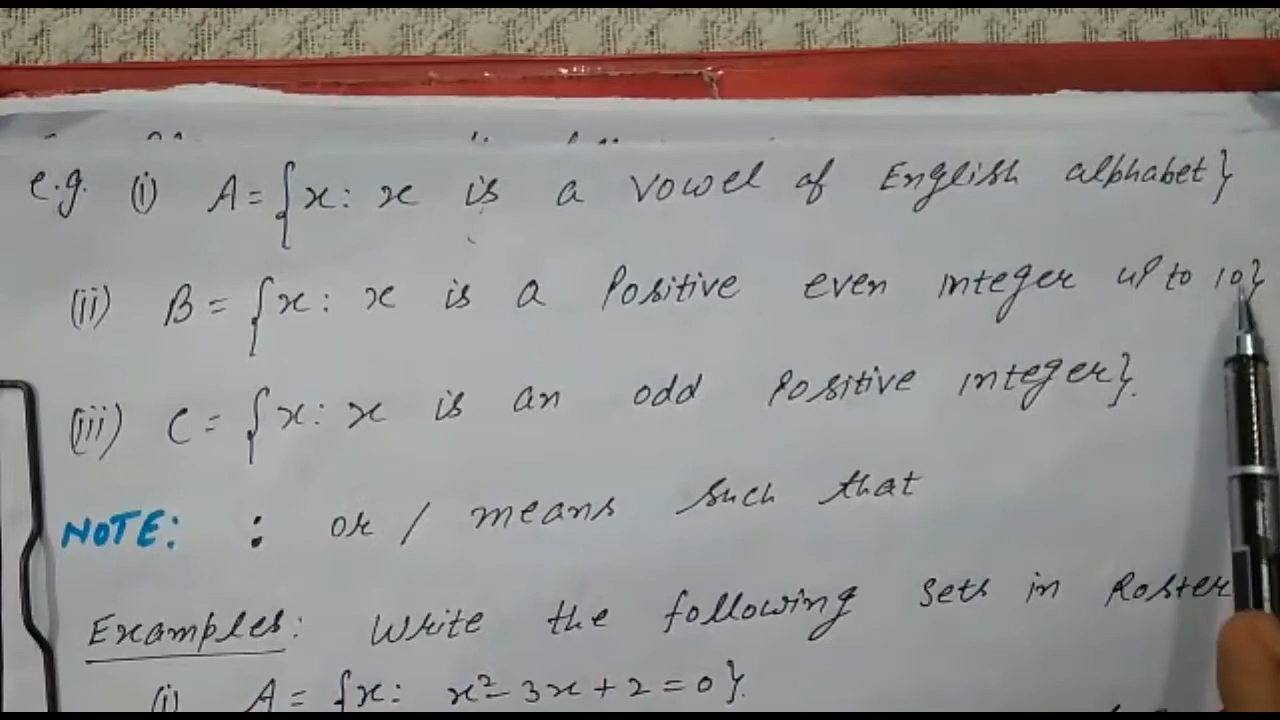 e.g. (i) A = {x: x is a vowel of English alphabet}
(ii) B = {x: x is a Positive even integer up to 10}
(iii) C = {x: x is an odd Positive integer}.
NOTE: : or / means such that
Examples: Write the following sets in Roster
(i) A = {x: x²-3x+2=0}.